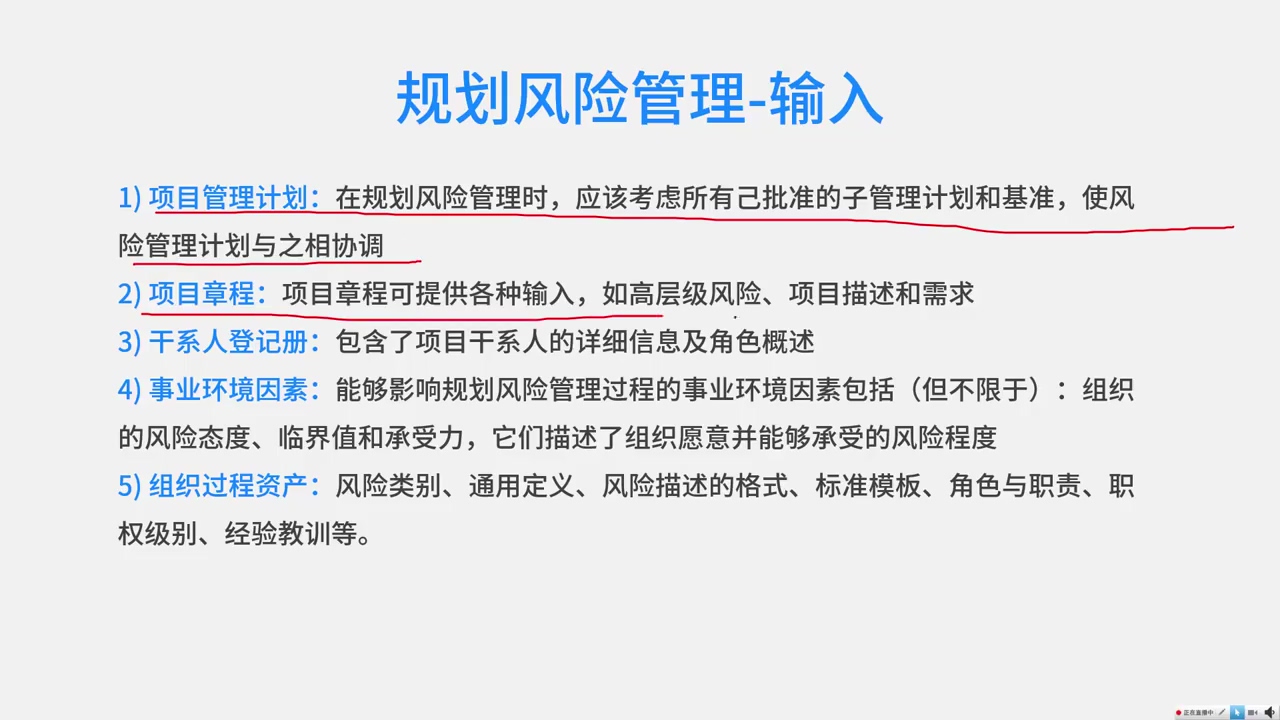 规划风险管理-输入
1) 项目管理计划：在规划风险管理时，应该考虑所有己批准的子管理计划和基准，使风
险管理计划与之相协调
2) 项目章程：项目章程可提供各种输入，如高层级风险、项目描述和需求
3) 干系人登记册：包含了项目干系人的详细信息及角色概述
4) 事业环境因素：能够影响规划风险管理过程的事业环境因素包括（但不限于）：组织
的风险态度、临界值和承受力，它们描述了组织愿意并能够承受的风险程度
5) 组织过程资产：风险类别、通用定义、风险描述的格式、标准模板、角色与职责、职
权级别、经验教训等。
正在直播中